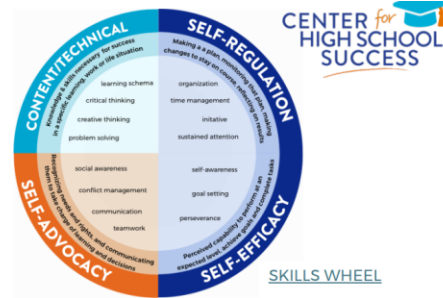 CENTER for
HIGH SCHOOL
SUCCESS
CONTENT/TECHNICAL
Knowledge & skills necessary for success
in a specific learning, work or life situation
learning schema
critical thinking
creative thinking
problem solving
SELF-REGULATION
Making a a plan, monitoring that plan, making
changes to stay on course, reflecting on results
organization
time management
initative
sustained attention
SELF-ADVOCACY
Recognizing needs and rights, and communicating
them to take charge of learning and decisions
social awareness
conflict management
communication
teamwork
SELF-EFFICACY
Perceived capability to perform at an
expected level, achieve goals and complete tasks
self-awareness
goal setting
perseverance
SKILLS WHEEL